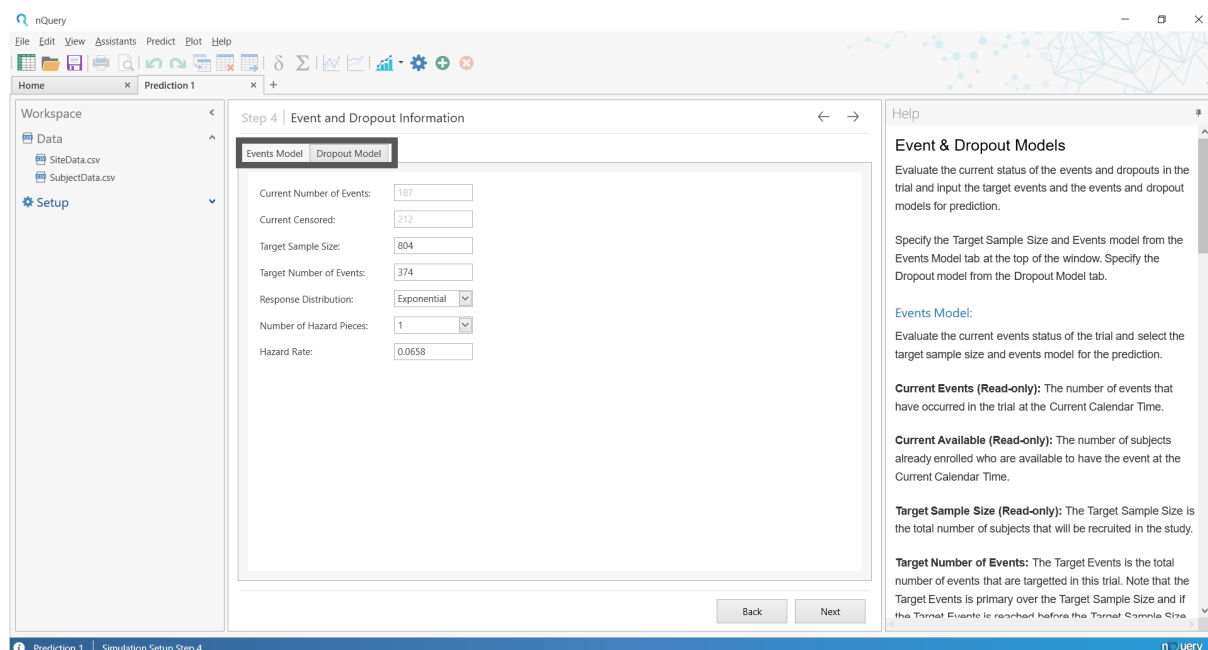 nQuery
File Edit View Assistants Predict Plot Help
Home × Prediction 1 × +
Workspace
Data
SiteData.csv
SubjectData.csv
Setup
Step 4 | Event and Dropout Information
Events Model Dropout Model
Current Number of Events: 187
Current Censored: 212
Target Sample Size: 804
Target Number of Events: 374
Response Distribution: Exponential
Number of Hazard Pieces: 1
Hazard Rate: 0.0658
Back Next
Help
Event & Dropout Models
Evaluate the current status of the events and dropouts in the
trial and input the target events and the events and dropout
models for prediction.
Specify the Target Sample Size and Events model from the
Events Model tab at the top of the window. Specify the
Dropout model from the Dropout Model tab.
Events Model:
Evaluate the current events status of the trial and select the
target sample size and events model for the prediction.
Current Events (Read-only): The number of events that
have occurred in the trial at the Current Calendar Time.
Current Available (Read-only): The number of subjects
already enrolled who are available to have the event at the
Current Calendar Time.
Target Sample Size (Read-only): The Target Sample Size is
the total number of subjects that will be recruited in the study.
Target Number of Events: The Target Events is the total
number of events that are targetted in this trial. Note that the
Target Events is primary over the Target Sample Size and if
the Target Events is reached before the Target Sample Size
Prediction 1 | Simulation Setup Step 4
nQuery